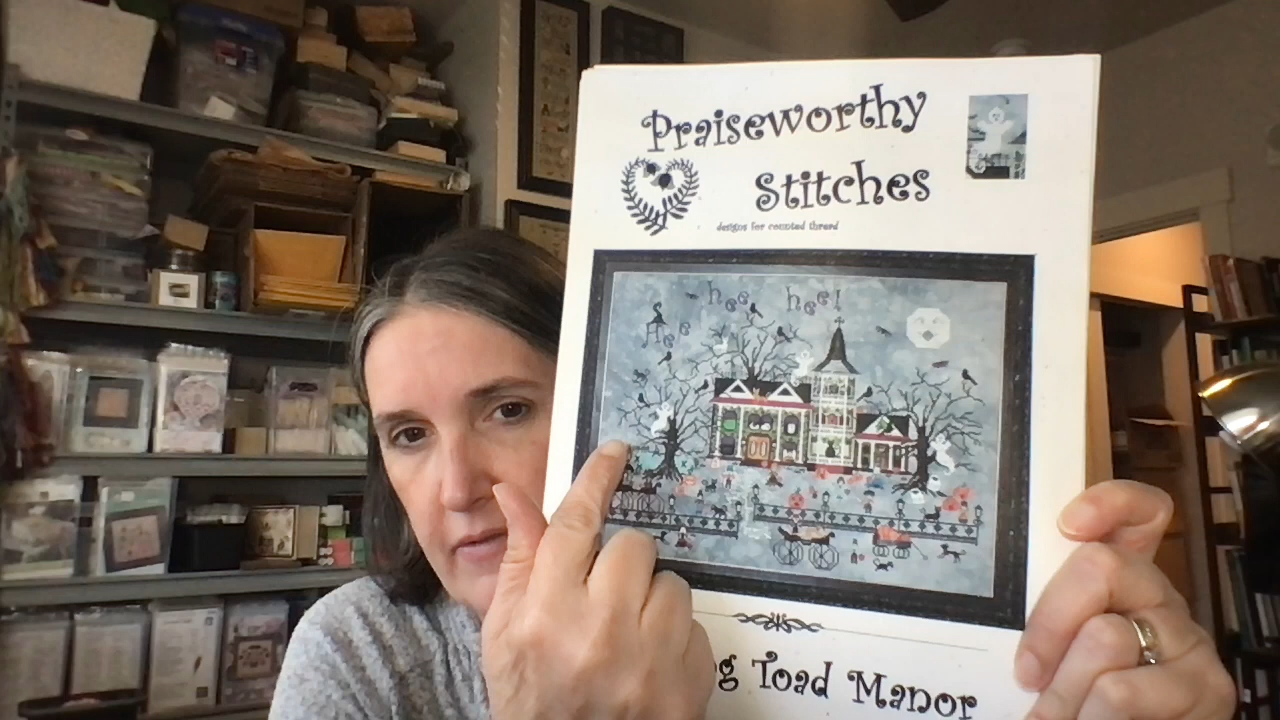 Praiseworthy
Stitches
designs for counted thread
hee hee!
Hee
g Toad Manor